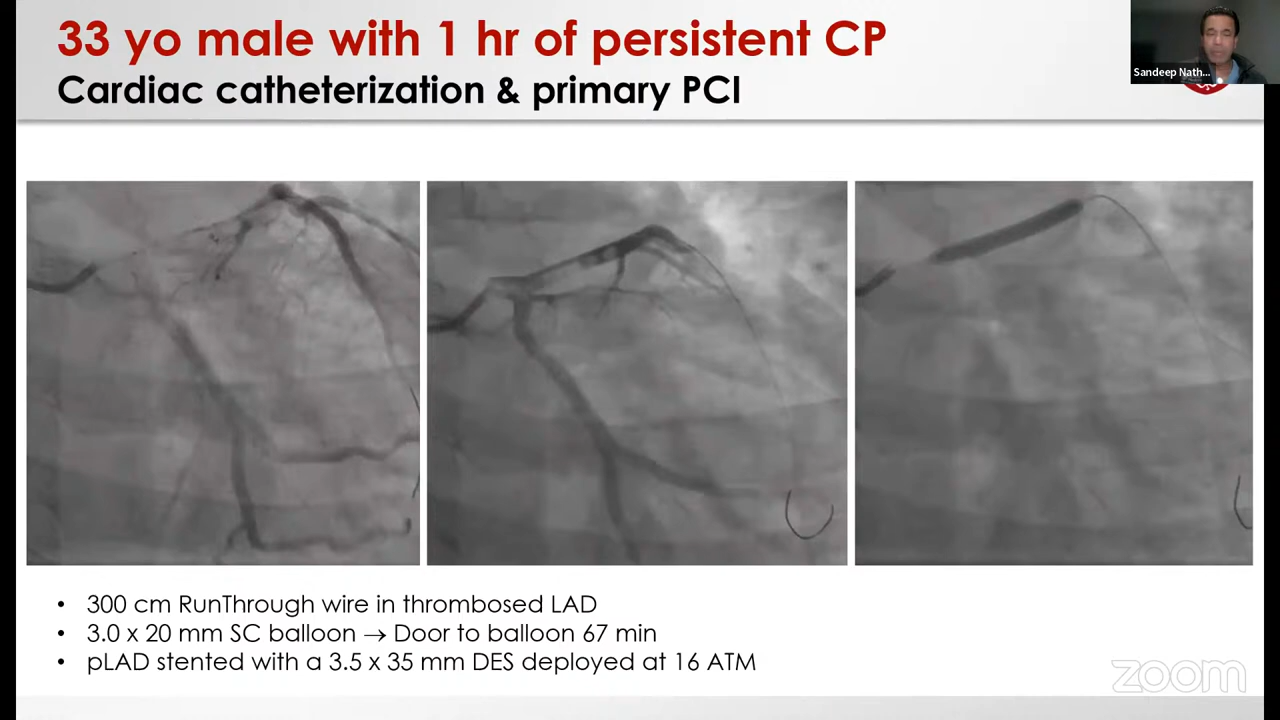 33 yo male with 1 hr of persistent CP
Cardiac catheterization & primary PCI
Sandeep Nath...
• 300 cm RunThrough wire in thrombosed LAD
• 3.0 x 20 mm SC balloon → Door to balloon 67 min
• pLAD stented with a 3.5 x 35 mm DES deployed at 16 ATM
zoom